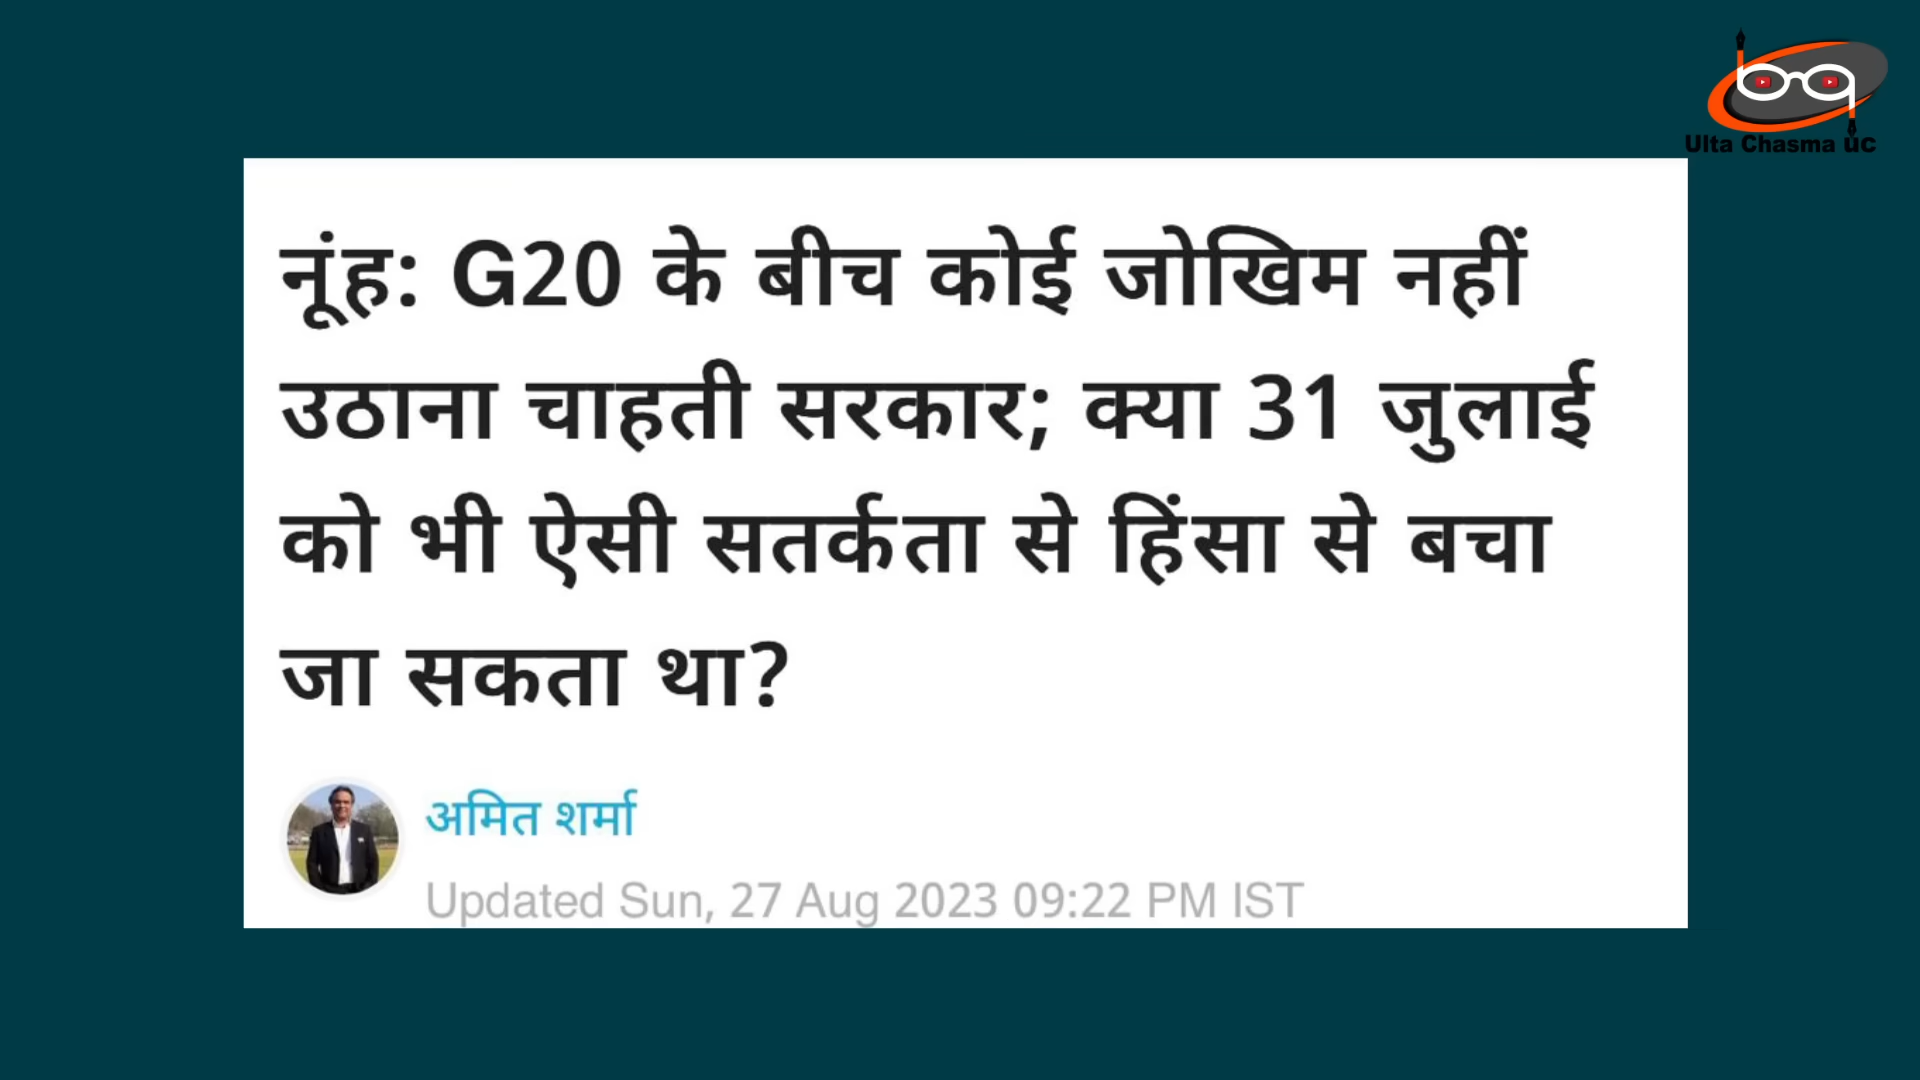 Ulta Chasma uc
नूंह: G20 के बीच कोई जोखिम नहीं
उठाना चाहती सरकार; क्या 31 जुलाई
को भी ऐसी सतर्कता से हिंसा से बचा
जा सकता था?
अमित शर्मा
Updated Sun, 27 Aug 2023 09:22 PM IST